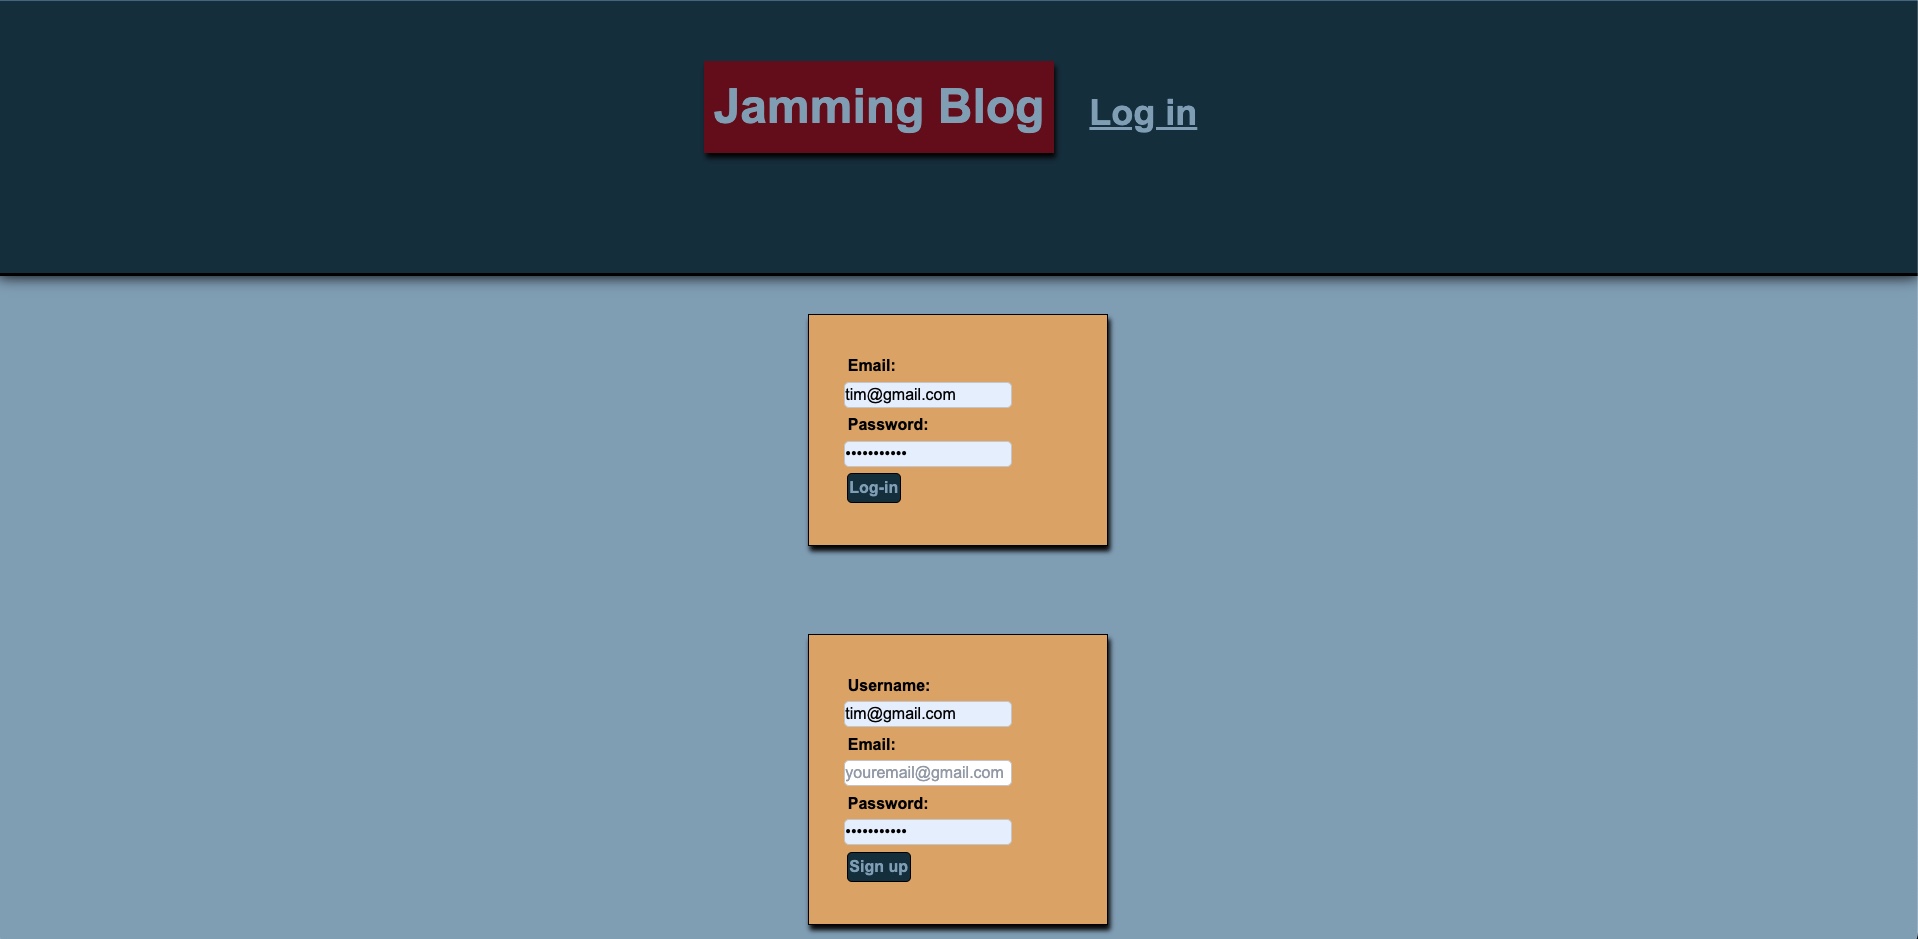 Jamming Blog
Log in
Email:
tim@gmail.com
Password:
•••••••••••
Log-in
Username:
tim@gmail.com
Email:
youremail@gmail.com
Password:
•••••••••••
Sign up